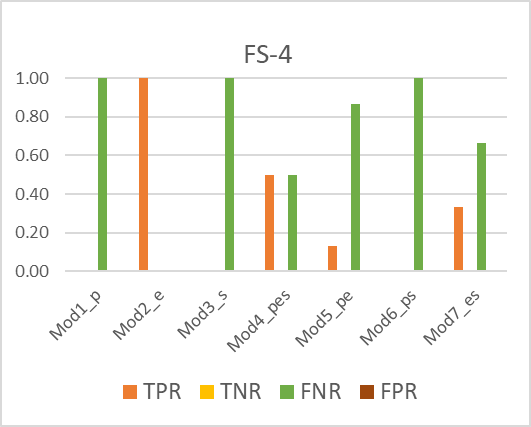 FS-4
1.00
0.80
0.60
0.40
0.20
0.00
Mod1_p
Mod2_e
Mod3_s
Mod4_pes
Mod5_pe
Mod6_ps
Mod7_es
TPR TNR FNR FPR